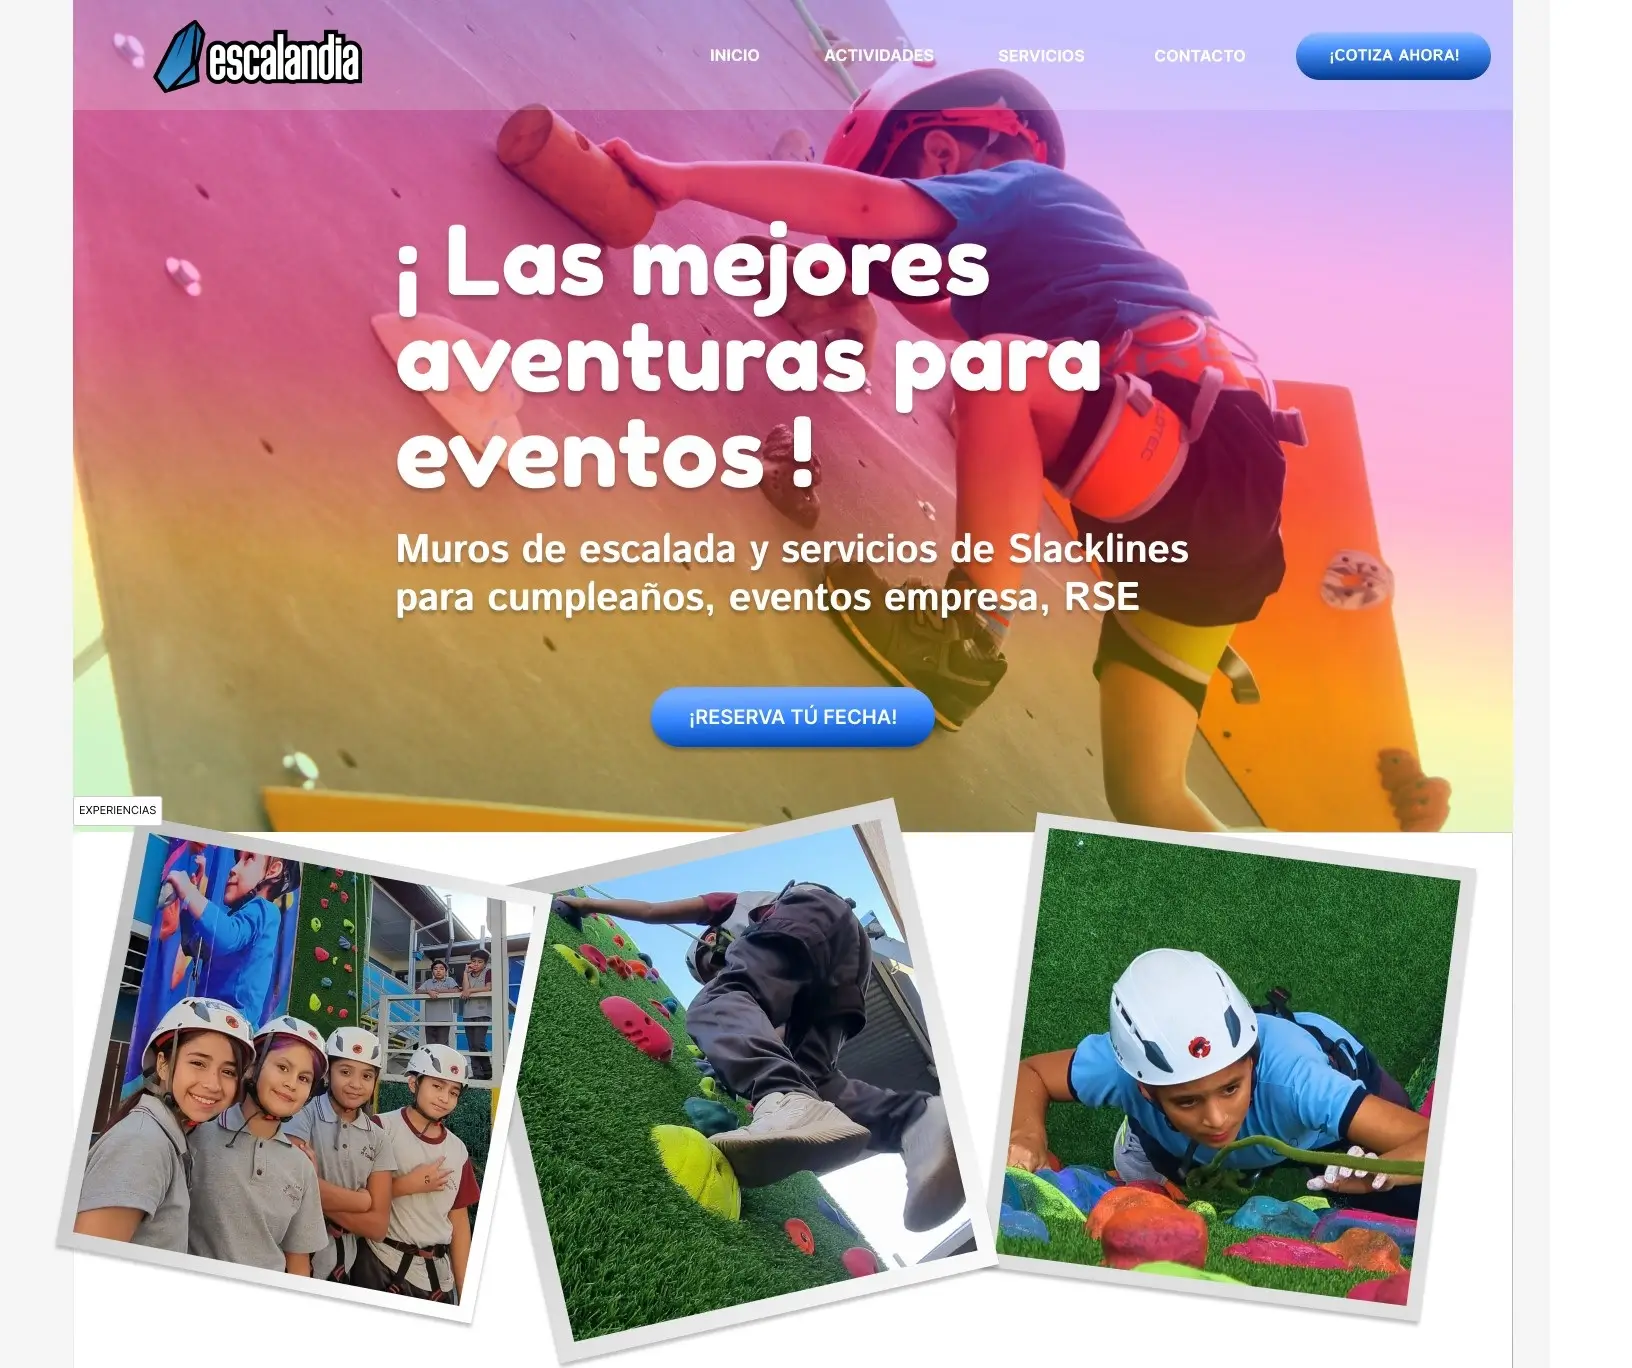 escalandia
INICIO
ACTIVIDADES
SERVICIOS
CONTACTO
¡COTIZA AHORA!
¡ Las mejores
aventuras para
eventos !
Muros de escalada y servicios de Slacklines
para cumpleaños, eventos empresa, RSE
¡RESERVA TÚ FECHA!
EXPERIENCIAS